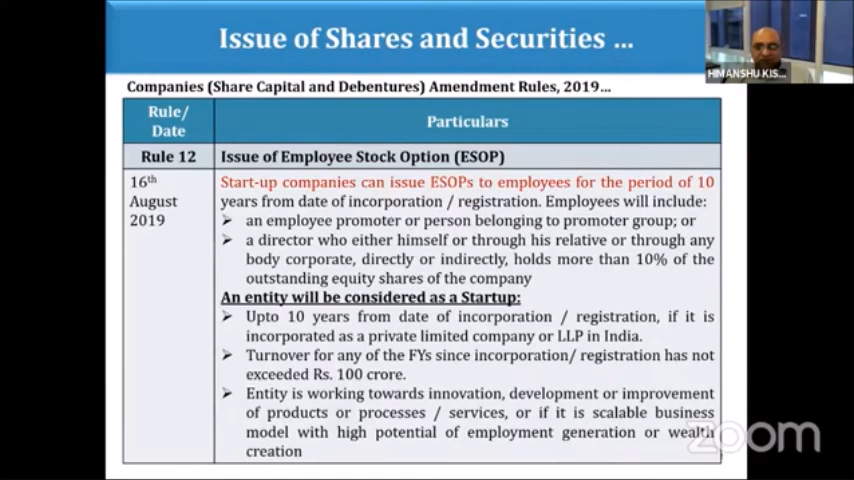 Issue of Shares and Securities ...
HIMANSHU KIS...
Companies (Share Capital and Debentures) Amendment Rules, 2019...
Rule/
Date
Particulars
Rule 12
Issue of Employee Stock Option (ESOP)
16th
August
2019
Start-up companies can issue ESOPs to employees for the period of 10
years from date of incorporation / registration. Employees will include:
➢ an employee promoter or person belonging to promoter group; or
➢ a director who either himself or through his relative or through any
body corporate, directly or indirectly, holds more than 10% of the
outstanding equity shares of the company
An entity will be considered as a Startup:
➢ Upto 10 years from date of incorporation / registration, if it is
incorporated as a private limited company or LLP in India.
➢ Turnover for any of the FYs since incorporation/ registration has not
exceeded Rs. 100 crore.
➢ Entity is working towards innovation, development or improvement
of products or processes / services, or if it is scalable business
model with high potential of employment generation or wealth
creation
zoom